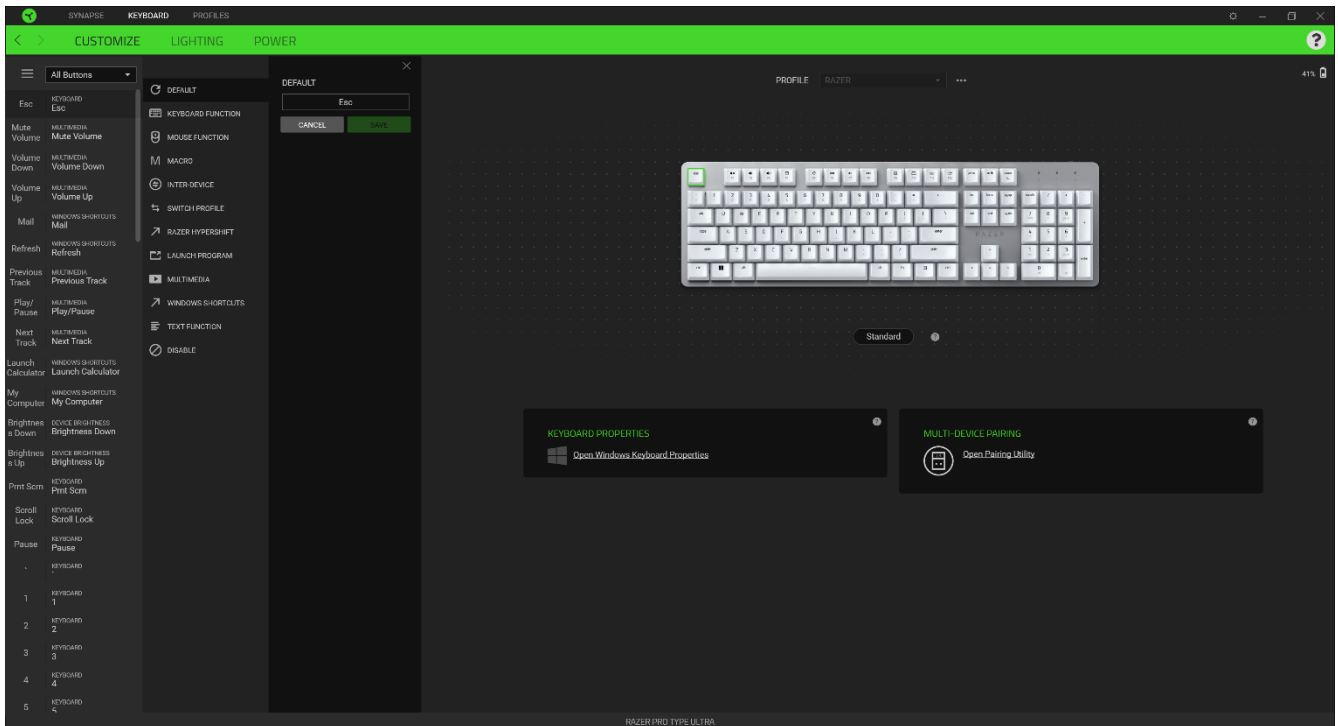 SYNAPSE KEYBOARD PROFILES
CUSTOMIZE LIGHTING POWER
?
All Buttons
Esc KEYBOARD
Esc
Mute Volume MULTIMEDIA
Mute Volume
Volume Down MULTIMEDIA
Volume Down
Volume Up MULTIMEDIA
Volume Up
Mail WINDOWS SHORTCUTS
Mail
Refresh WINDOWS SHORTCUTS
Refresh
Previous Track MULTIMEDIA
Previous Track
Play/ Pause MULTIMEDIA
Play/Pause
Next Track MULTIMEDIA
Next Track
Launch Calculator WINDOWS SHORTCUTS
Launch Calculator
My Computer WINDOWS SHORTCUTS
My Computer
Brightnes s Down DEVICE BRIGHTNESS
Brightness Down
Brightnes s Up DEVICE BRIGHTNESS
Brightness Up
Prnt Scrn KEYBOARD
Prnt Scrn
Scroll Lock KEYBOARD
Scroll Lock
Pause KEYBOARD
Pause
` KEYBOARD
`
1 KEYBOARD
1
2 KEYBOARD
2
3 KEYBOARD
3
4 KEYBOARD
4
5 KEYBOARD
5
DEFAULT
KEYBOARD FUNCTION
MOUSE FUNCTION
MACRO
INTER-DEVICE
SWITCH PROFILE
RAZER HYPERSHIFT
LAUNCH PROGRAM
MULTIMEDIA
WINDOWS SHORTCUTS
TEXT FUNCTION
DISABLE
DEFAULT
Esc
CANCEL SAVE
PROFILE RAZER
41%
RAZER
Standard ?
KEYBOARD PROPERTIES ?
Open Windows Keyboard Properties
MULTI-DEVICE PAIRING ?
Open Pairing Utility
RAZER PRO TYPE ULTRA